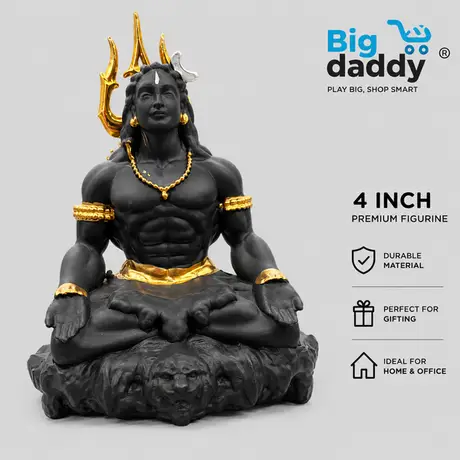 Big
daddy®
PLAY BIG, SHOP SMART
4 INCH
PREMIUM FIGURINE
DURABLE
MATERIAL
PERFECT FOR
GIFTING
IDEAL FOR
HOME & OFFICE